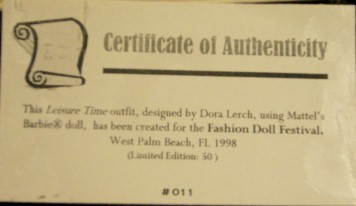 Certificate of Authenticity
This Leisure Time outfit, designed by Dora Lerch, using Mattel's
Barbie® doll, has been created for the Fashion Doll Festival.
West Palm Beach, FL 1998
(Limited Edition: 50 )
#011